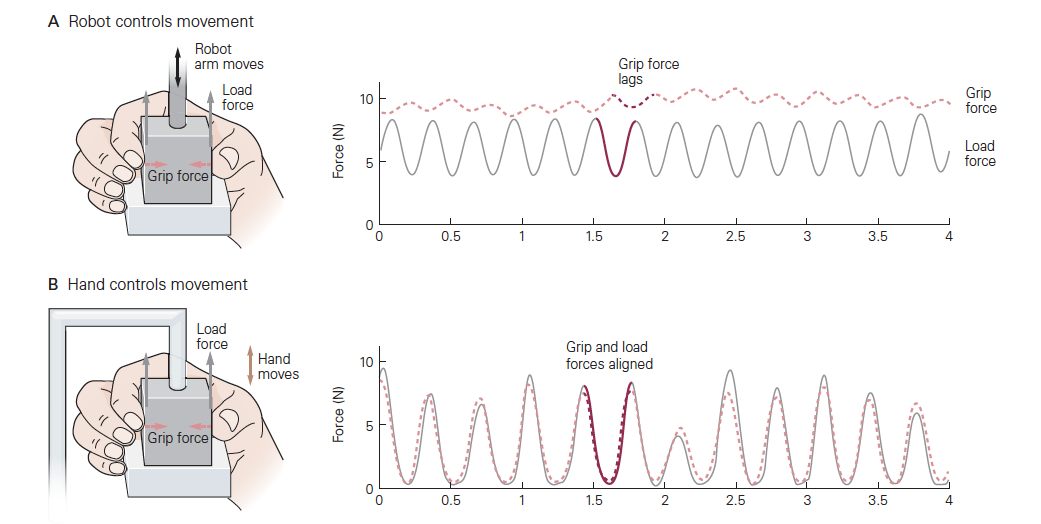 A Robot controls movement
Robot
arm moves
Load
force
Grip force
Force (N)
10
5
0
Grip force
lags
Grip
force
Load
force
0 0.5 1 1.5 2 2.5 3 3.5 4
B Hand controls movement
Load
force
Hand
moves
Grip force
Force (N)
10
5
0
Grip and load
forces aligned
0 0.5 1 1.5 2 2.5 3 3.5 4